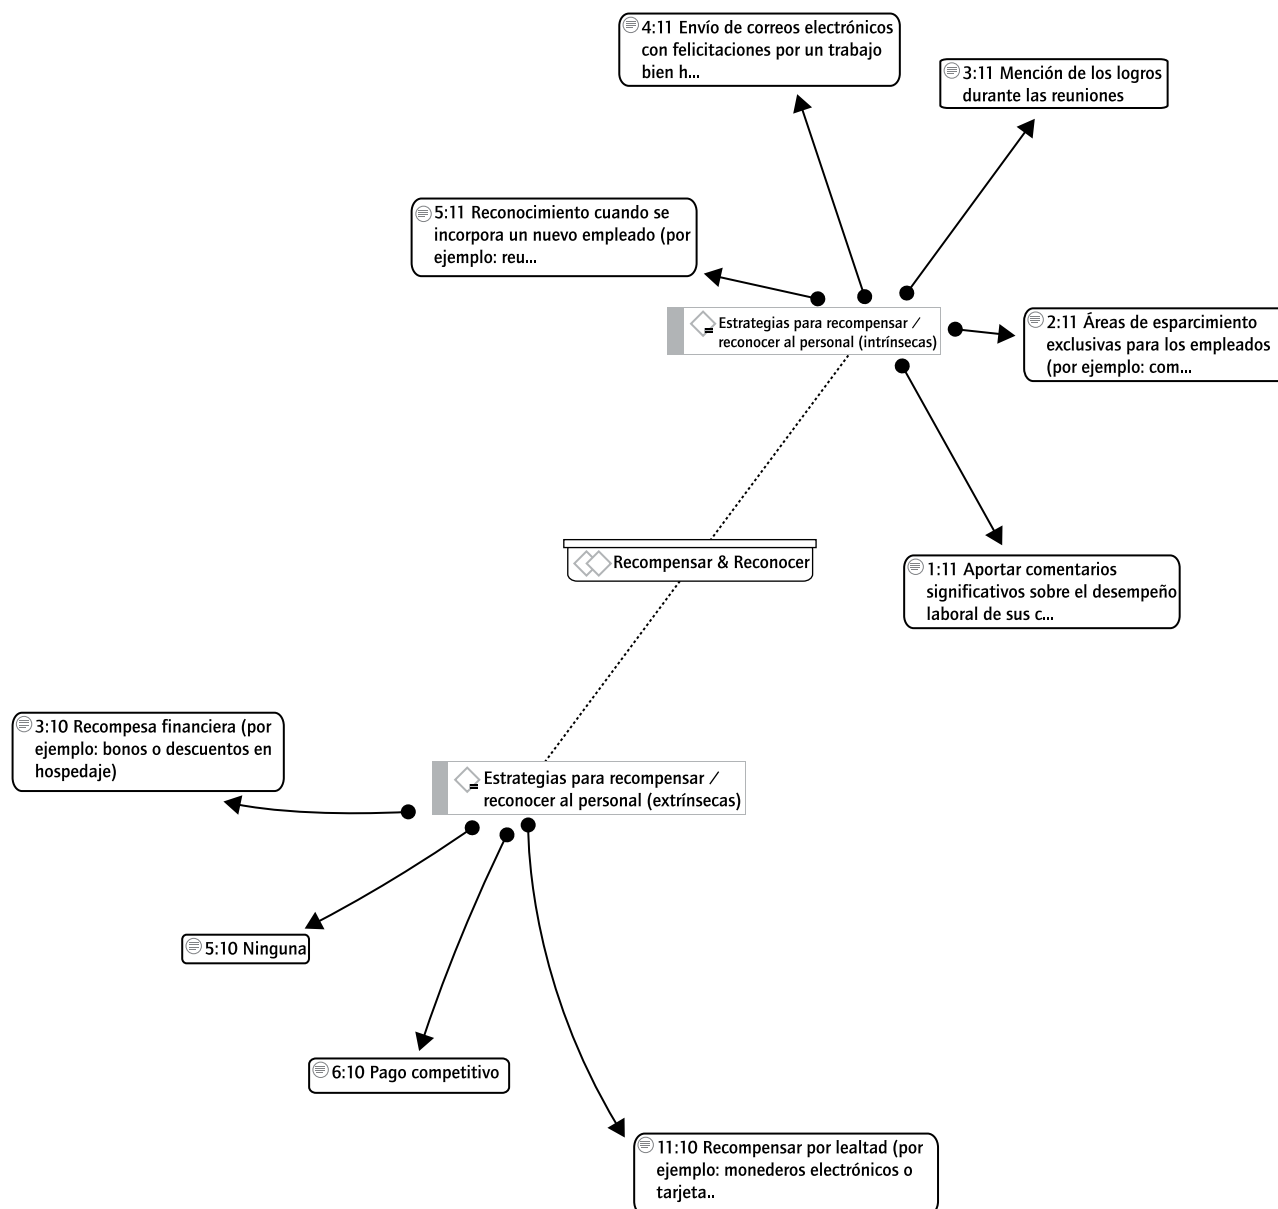 4:11 Envío de correos electrónicos
con felicitaciones por un trabajo
bien h...
3:11 Mención de los logros
durante las reuniones
5:11 Reconocimiento cuando se
incorpora un nuevo empleado (por
ejemplo: reu...
Estrategias para recompensar /
reconocer al personal (intrínsecas)
2:11 Áreas de esparcimiento
exclusivas para los empleados
(por ejemplo: com...
Recompensar & Reconocer
1:11 Aportar comentarios
significativos sobre el desempeño
laboral de sus c...
3:10 Recompesa financiera (por
ejemplo: bonos o descuentos en
hospedaje)
Estrategias para recompensar /
reconocer al personal (extrínsecas)
5:10 Ninguna
6:10 Pago competitivo
11:10 Recompensar por lealtad (por
ejemplo: monederos electrónicos o
tarjeta..